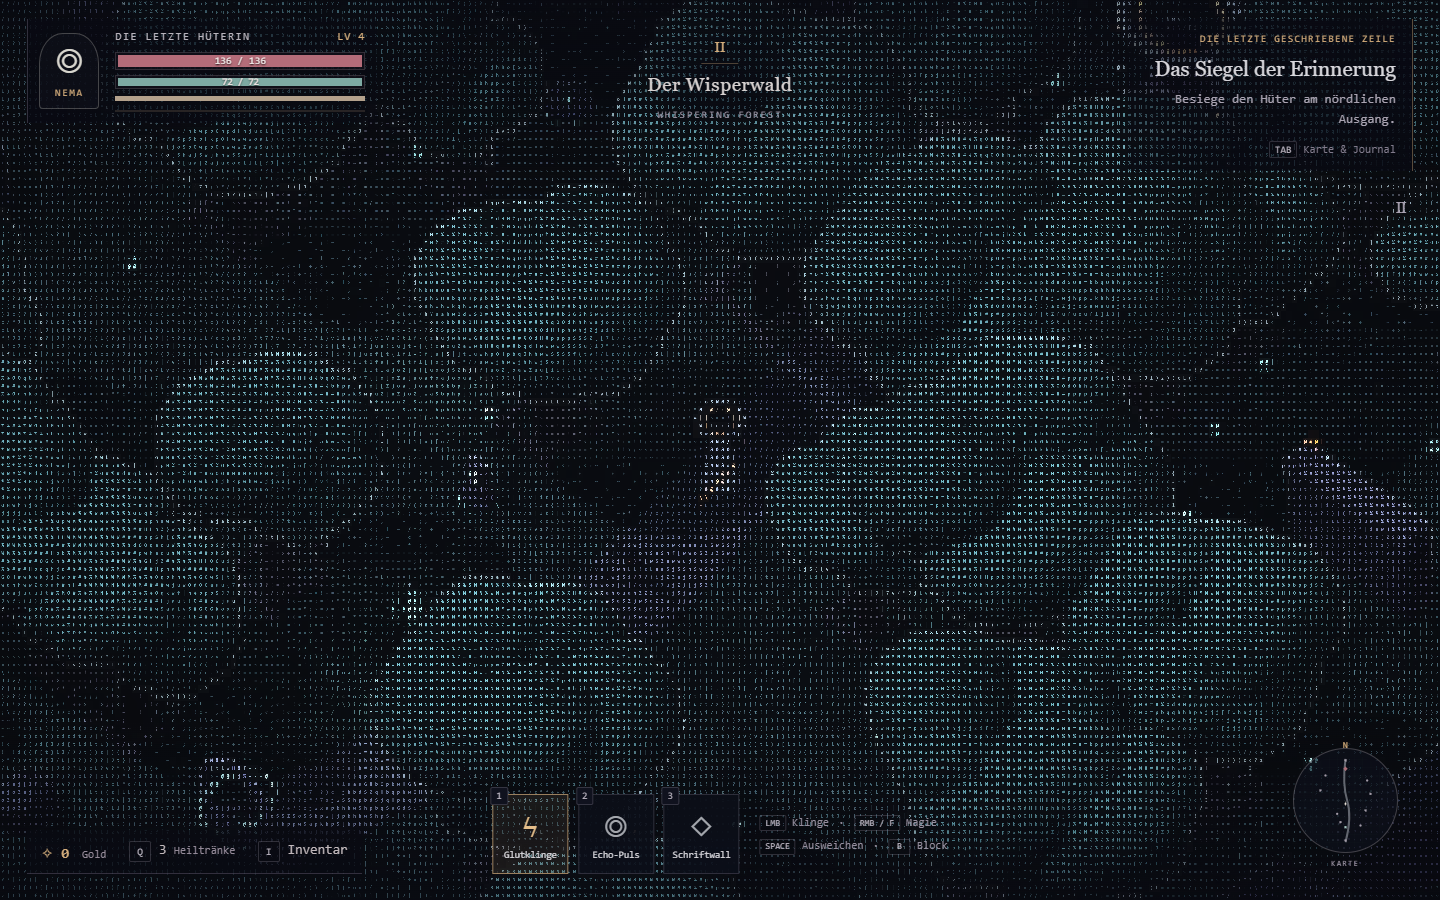 DIE LETZTE HÜTERIN
LV 4
136 / 136
72 / 72
NEMA
II
Der Wisperwald
WHISPERING FOREST
DIE LETZTE GESCHRIEBENE ZEILE
Das Siegel der Erinnerung
Besiege den Hüter am nördlichen
Ausgang.
TAB Karte & Journal
II
0 Gold
Q 3 Heiltränke
I Inventar
1
Glutklinge
2
Echo-Puls
3
Schriftwall
LMB Klinge · RMB / F Magie
SPACE Ausweichen · B Block
N
KARTE